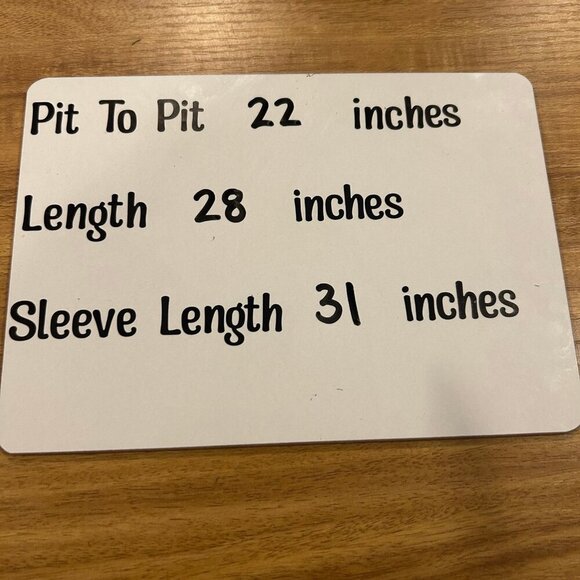 Pit To Pit 22 inches
Length 28 inches
Sleeve Length 31 inches